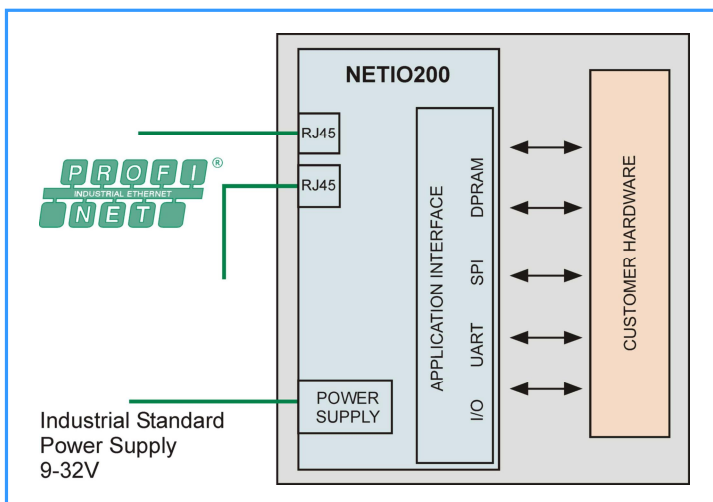 NETIO200
RJ45
RJ45
PROFI®
INDUSTRIAL ETHERNET
NET
APPLICATION INTERFACE
DPRAM
SPI
UART
I/O
CUSTOMER HARDWARE
POWER
SUPPLY
Industrial Standard
Power Supply
9-32V